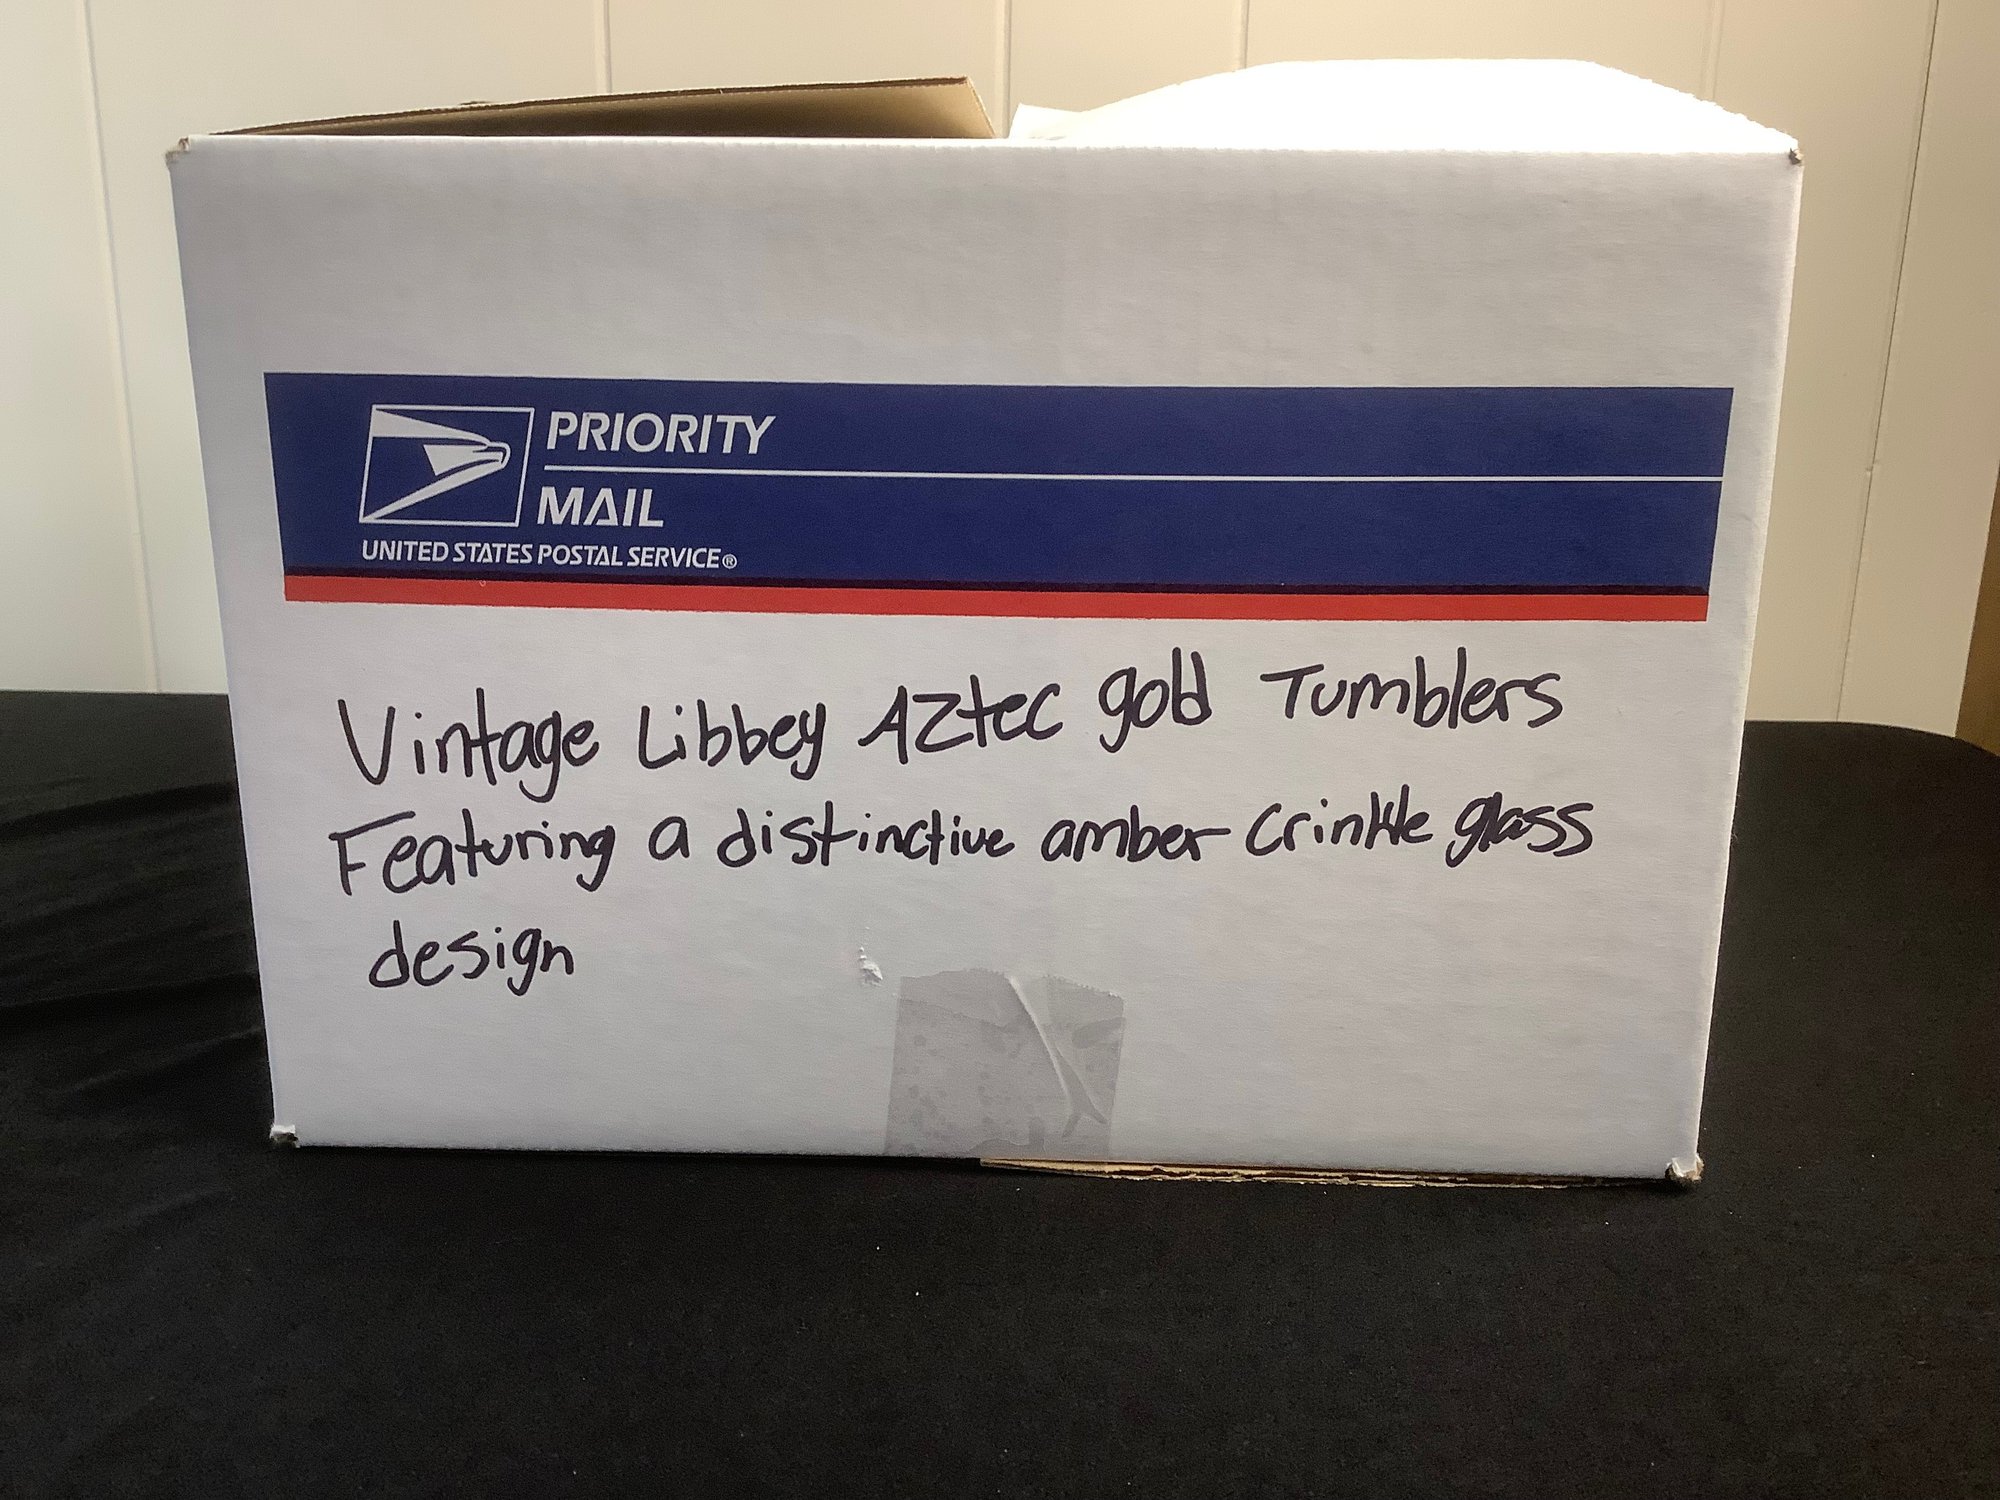 PRIORITY
MAIL
UNITED STATES POSTAL SERVICE®
Vintage Libbey Aztec gold Tumblers
Featuring a distinctive amber crinkle glass
design